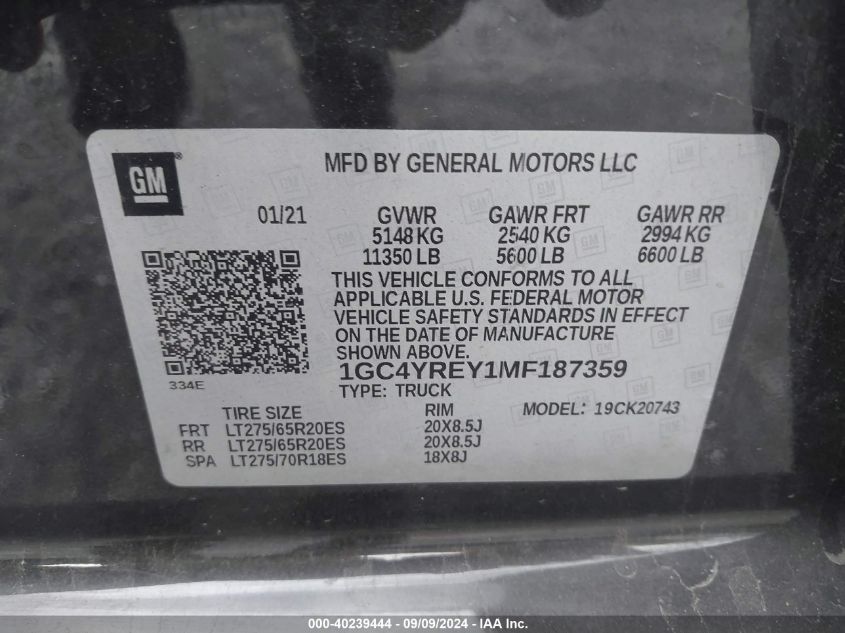 GM ®
MFD BY GENERAL MOTORS LLC
01/21 GVWR GAWR FRT GAWR RR
5148 KG 2540 KG 2994 KG
11350 LB 5600 LB 6600 LB
THIS VEHICLE CONFORMS TO ALL
APPLICABLE U.S. FEDERAL MOTOR
VEHICLE SAFETY STANDARDS IN EFFECT
ON THE DATE OF MANUFACTURE
SHOWN ABOVE.
1GC4YREY1MF187359
334E
TYPE: TRUCK
TIRE SIZE RIM MODEL: 19CK20743
FRT LT275/65R20ES 20X8.5J
RR LT275/65R20ES 20X8.5J
SPA LT275/70R18ES 18X8J
000-40239444 - 09/09/2024 - IAA Inc.